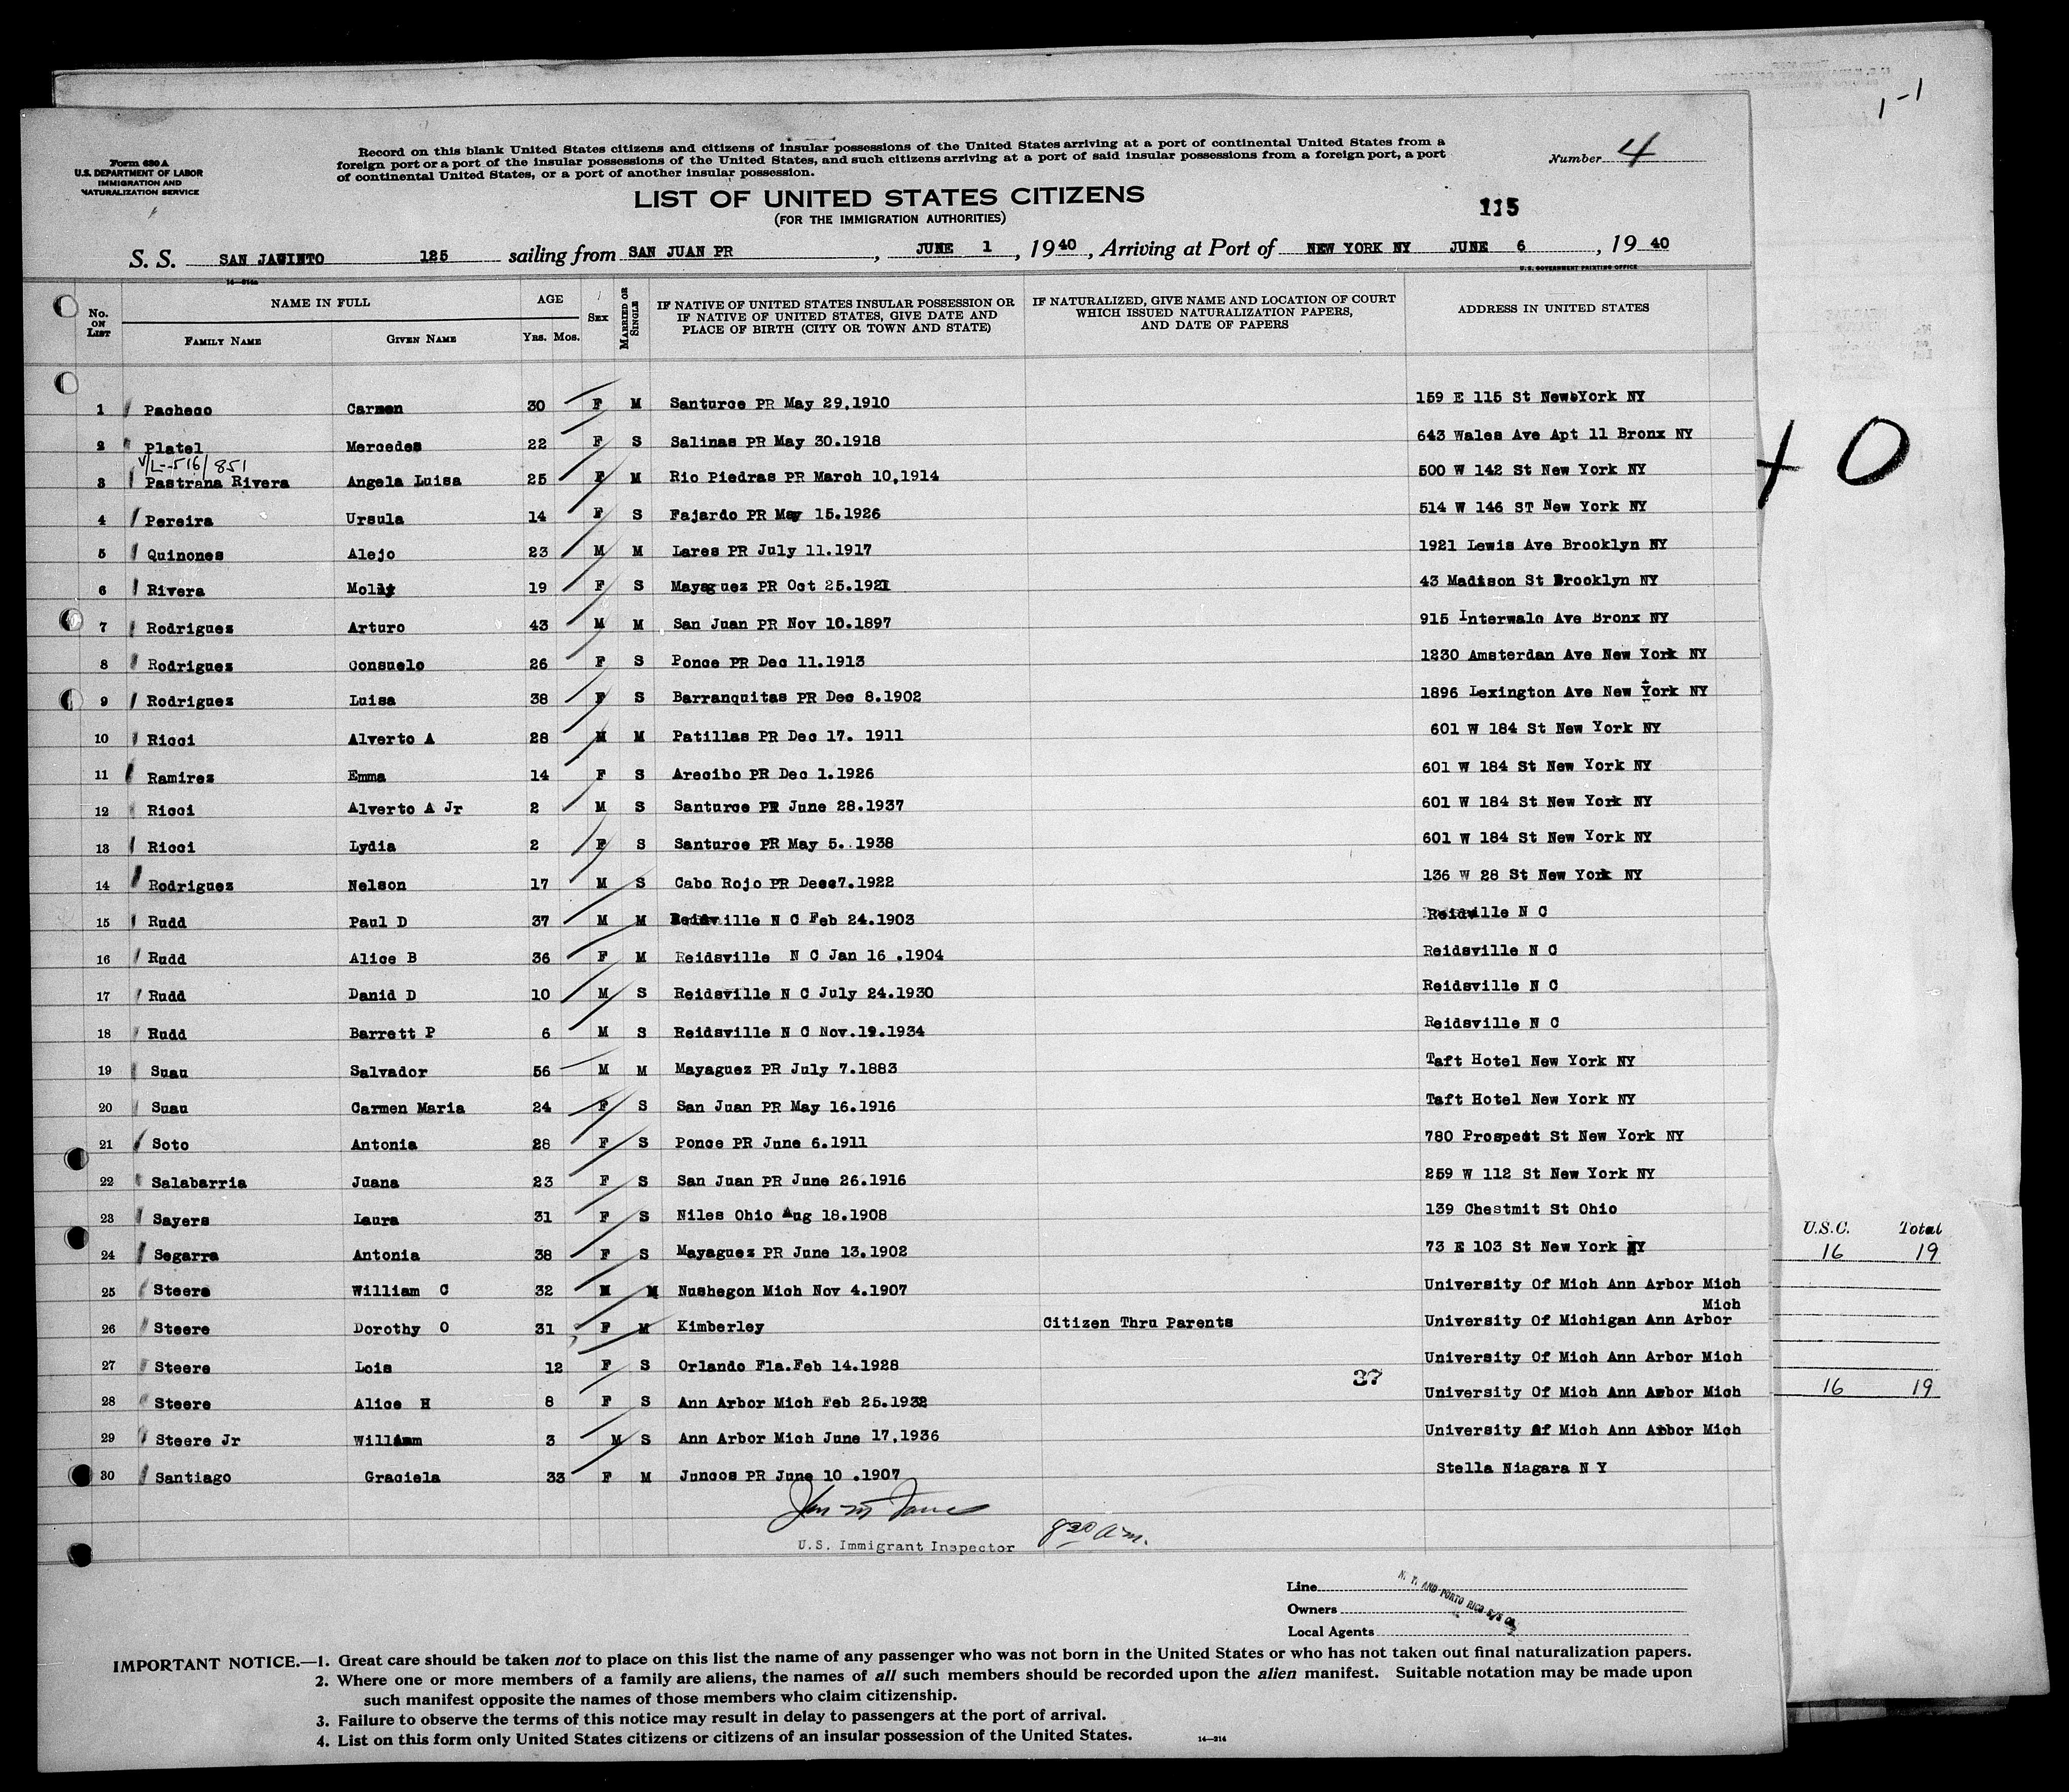 1-1
Form 630 A
U.S. DEPARTMENT OF LABOR
IMMIGRATION AND
NATURALIZATION SERVICE
Record on this blank United States citizens and citizens of insular possessions of the United States arriving at a port of continental United States from a
foreign port or a port of the insular possessions of the United States, and such citizens arriving at a port of said insular possessions from a foreign port, a port
of continental United States, or a port of another insular possession.
Number 4
LIST OF UNITED STATES CITIZENS
(FOR THE IMMIGRATION AUTHORITIES)
115
S. S. SAN JACINTO 125 sailing from SAN JUAN PR, JUNE 1, 1940, Arriving at Port of NEW YORK NY JUNE 6, 1940
14—314a
U.S. GOVERNMENT PRINTING OFFICE
No. ON LIST
NAME IN FULL
FAMILY NAME
GIVEN NAME
AGE
YRS. MOS.
SEX
MARRIED OR SINGLE
IF NATIVE OF UNITED STATES INSULAR POSSESSION OR
IF NATIVE OF UNITED STATES, GIVE DATE AND
PLACE OF BIRTH (CITY OR TOWN AND STATE)
IF NATURALIZED, GIVE NAME AND LOCATION OF COURT
WHICH ISSUED NATURALIZATION PAPERS,
AND DATE OF PAPERS
ADDRESS IN UNITED STATES
1 Pacheco Carmen 30 F M Santurce PR May 29,1910 159 E 115 St New York NY
2 Platel Mercedes 22 F S Salinas PR May 30.1918 643 Wales Ave Apt 11 Bronx NY
V/L--516/851
3 Pastrana Rivera Angela Luisa 25 F M Rio Piedras PR March 10,1914 500 W 142 St New York NY
4 Pereira Ursula 14 F S Fajardo PR May 15.1926 514 W 146 ST New York NY
5 Quinones Alejo 23 M M Lares PR July 11.1917 1921 Lewis Ave Brooklyn NY
6 Rivera Molly 19 F S Mayaguez PR Oct 25.1921 43 Madison St Brooklyn NY
7 Rodriguez Arturo 43 M M San Juan PR Nov 10.1897 915 Interwale Ave Bronx NY
8 Rodriguez Consuelo 26 F S Ponce PR Dec 11.1913 1230 Amsterdan Ave New York NY
9 Rodriguez Luisa 38 F S Barranquitas PR Dec 8.1902 1896 Lexington Ave New York NY
10 Ricci Alverto A 28 M M Patillas PR Dec 17. 1911 601 W 184 St New York NY
11 Ramirez Emma 14 F S Arecibo PR Dec 1.1926 601 W 184 St New York NY
12 Ricci Alverto A Jr 2 M S Santurce PR June 28.1937 601 W 184 St New York NY
13 Ricci Lydia 2 F S Santurce PR May 5. 1938 601 W 184 St New York NY
14 Rodriguez Nelson 17 M S Cabo Rojo PR Dece7.1922 136 W 28 St New York NY
15 Rudd Paul D 37 M M Reidville N C Feb 24.1903 Reidville N C
16 Rudd Alice B 36 F M Reidsville N C Jan 16 .1904 Reidsville N C
17 Rudd Danid D 10 M S Reidsville N C July 24.1930 Reidsville N C
18 Rudd Barrett P 6 M S Reidsville N C Nov.19.1934 Reidsville N C
19 Suau Salvador 56 M M Mayaguez PR July 7.1883 Taft Hotel New York NY
20 Suau Carmen Maria 24 F S San Juan PR May 16.1916 Taft Hotel New York NY
21 Soto Antonia 28 F S Ponce PR June 6.1911 780 Prospect St New York NY
22 Salabarria Juana 23 F S San Juan PR June 26.1916 259 W 112 St New York NY
23 Sayers Laura 31 F S Niles Ohio Aug 18.1908 139 Chestmit St Ohio
24 Segarra Antonia 38 F S Mayaguez PR June 13.1902 73 E 103 St New York NY
25 Steere William C 32 M M Nushegon Mich Nov 4.1907 University Of Mich Ann Arbor Mich
Mich
26 Steere Dorothy O 31 F M Kimberley Citizen Thru Parents University Of Michigan Ann Arbor
27 Steere Lois 12 F S Orlando Fla.Feb 14.1928 University Of Mich Ann Arbor Mich
37
28 Steere Alice H 8 F S Ann Arbor Mich Feb 25.1932 University Of Mich Ann Arbor Mich
29 Steere Jr William 3 M S Ann Arbor Mich June 17,1936 University Of Mich Ann Arbor Mich
30 Santiago Graciela 33 F M Juncos PR June 10 .1907 Stella Niagara N Y
+ 0
U.S.C. Total
16 19
16 19
U.S. Immigrant Inspector
8 30 a.m.
Line
Owners
Local Agents
N. Y. AND PORTO RICO S/S CO.
IMPORTANT NOTICE.—1. Great care should be taken not to place on this list the name of any passenger who was not born in the United States or who has not taken out final naturalization papers.
2. Where one or more members of a family are aliens, the names of all such members should be recorded upon the alien manifest. Suitable notation may be made upon
such manifest opposite the names of those members who claim citizenship.
3. Failure to observe the terms of this notice may result in delay to passengers at the port of arrival.
4. List on this form only United States citizens or citizens of an insular possession of the United States.
14—314